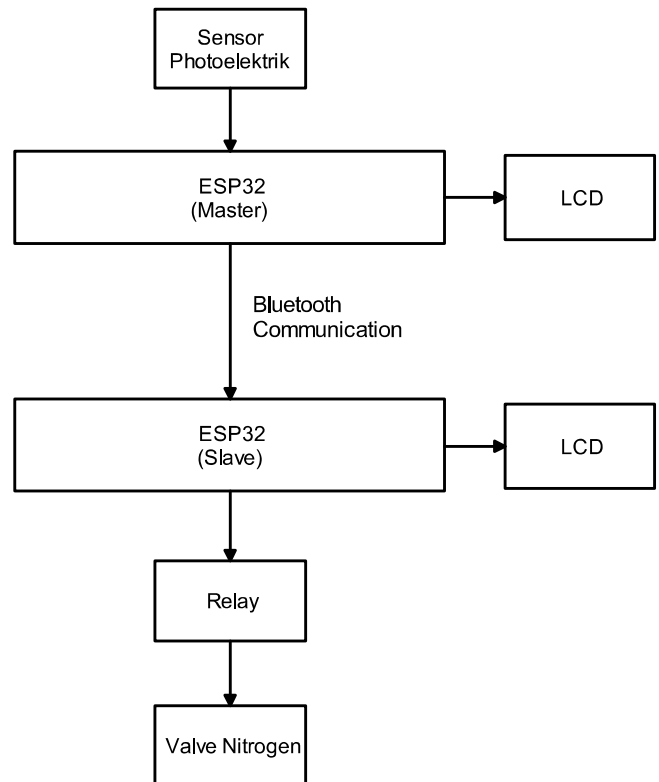 Sensor
Photoelektrik
ESP32
(Master)
LCD
Bluetooth
Communication
ESP32
(Slave)
LCD
Relay
Valve Nitrogen